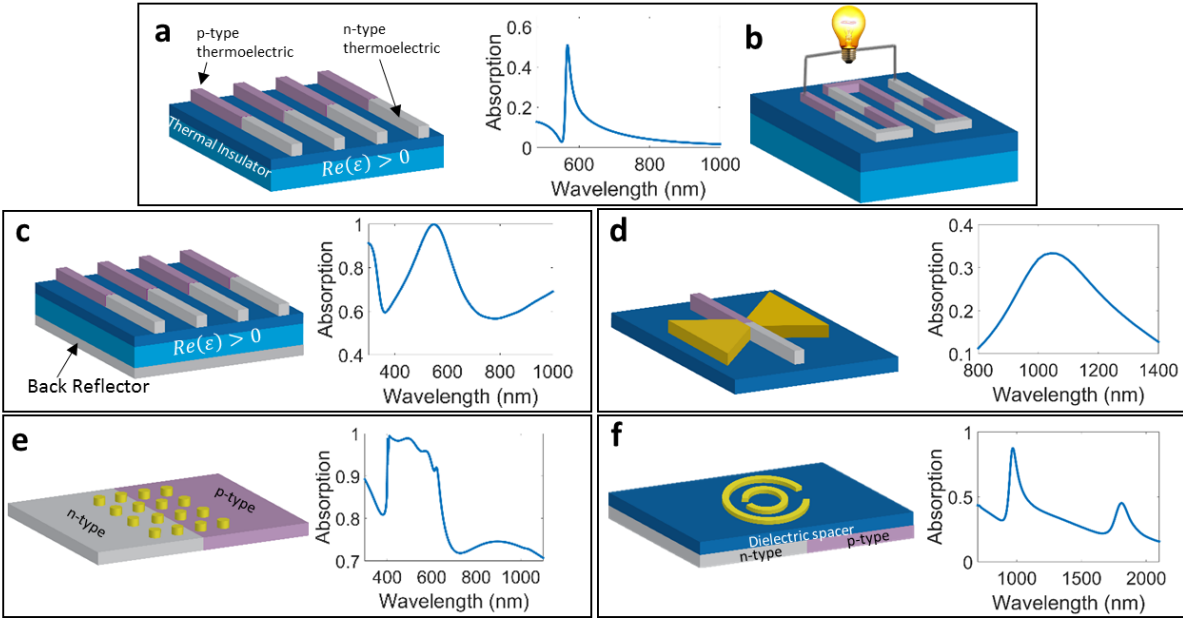 a
p-type
thermoelectric
n-type
thermoelectric
Thermal Insulator
Re(ε) > 0
Absorption
0.6
0.4
0.2
0
600
800
1000
Wavelength (nm)
b
c
Re(ε) > 0
Back Reflector
Absorption
1
0.8
0.6
0.4
400
600
800
1000
Wavelength (nm)
d
Absorption
0.4
0.3
0.2
0.1
800
1000
1200
1400
Wavelength (nm)
e
n-type
p-type
Absorption
1
0.9
0.8
0.7
400
600
800
1000
Wavelength (nm)
f
Dielectric spacer
n-type
p-type
Absorption
1
0.5
0
1000
1500
2000
Wavelength (nm)